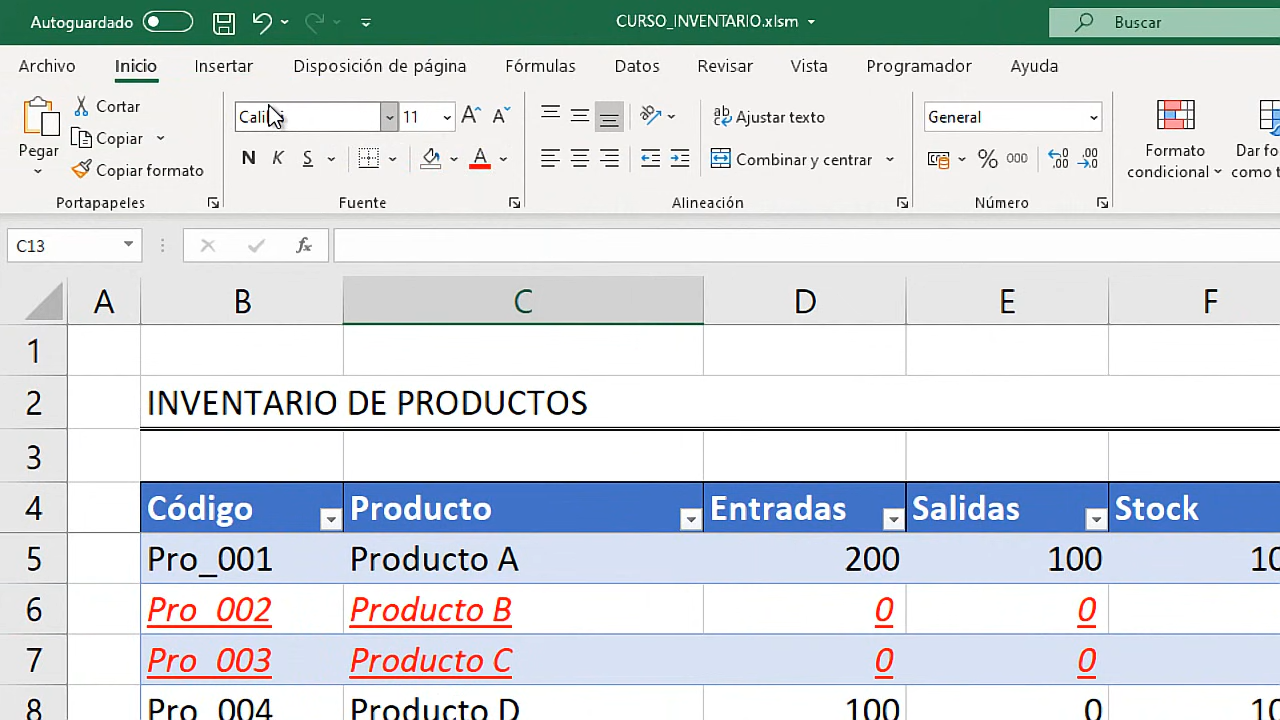 Autoguardado CURSO_INVENTARIO.xlsm Buscar
Archivo Inicio Insertar Disposición de página Fórmulas Datos Revisar Vista Programador Ayuda
Pegar
Cortar
Copiar
Copiar formato
Portapapeles
11
N K S
Fuente
Ajustar texto
Combinar y centrar
Alineación
General
% 000
Número
Formato
condicional
Dar fo
como t
C13 fx
A B C D E F
1
2 INVENTARIO DE PRODUCTOS
3
4 Código Producto Entradas Salidas Stock
5 Pro_001 Producto A 200 100 10
6 Pro_002 Producto B 0 0
7 Pro_003 Producto C 0 0
8 Pro_004 Producto D 100 0 10